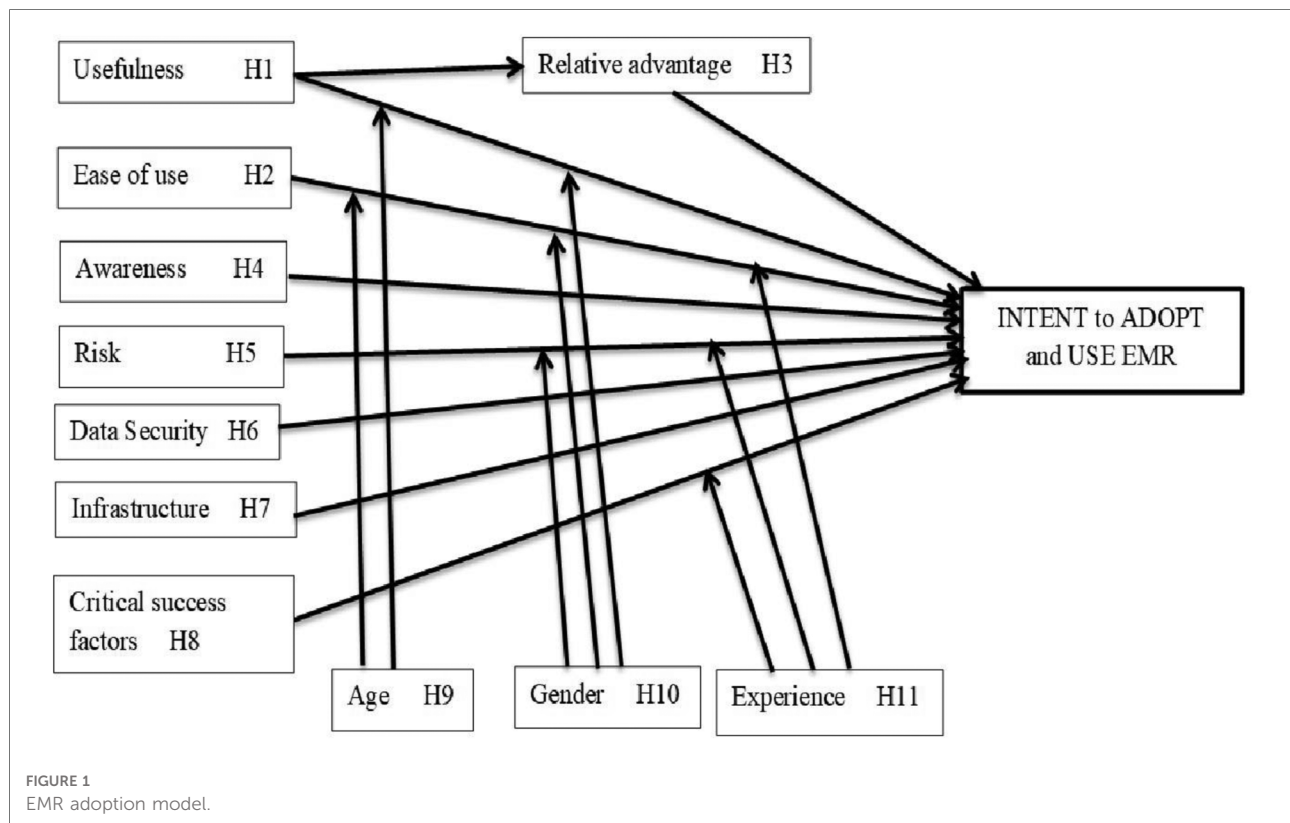 Usefulness H1
Relative advantage H3
Ease of use H2
Awareness H4
Risk H5
Data Security H6
Infrastructure H7
Critical success
factors H8
INTENT to ADOPT
and USE EMR
Age H9
Gender H10
Experience H11
FIGURE 1
EMR adoption model.